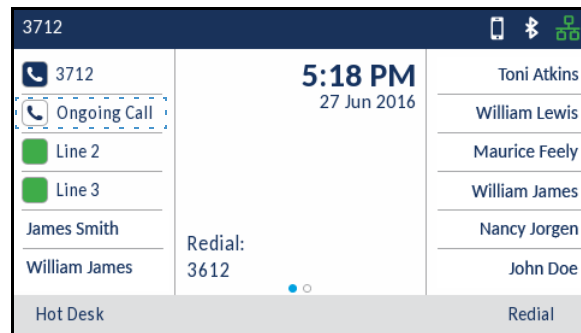 3712
3712
Ongoing Call
Line 2
Line 3
James Smith
William James
5:18 PM
27 Jun 2016
Redial:
3612
Toni Atkins
William Lewis
Maurice Feely
William James
Nancy Jorgen
John Doe
Hot Desk
Redial